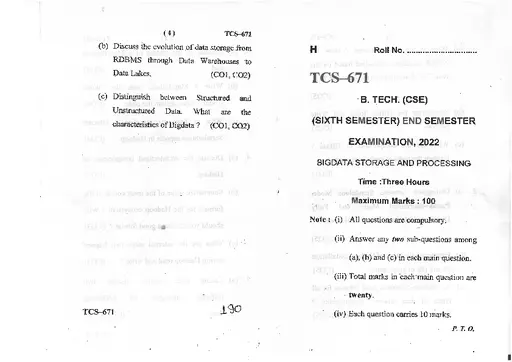 ( 4 ) TCS–671
(b) Discuss the evolution of data storage from
RDBMS through Data Warehouses to
Data Lakes. (CO1, CO2)
(c) Distinguish between Structured and
Unstructured Data. What are the
characteristics of Bigdata ? (CO1, CO2)
TCS–671 190
H Roll No. ..............................
TCS–671
B. TECH. (CSE)
(SIXTH SEMESTER) END SEMESTER
EXAMINATION, 2022
BIGDATA STORAGE AND PROCESSING
Time :Three Hours
Maximum Marks : 100
Note : (i) All questions are compulsory.
(ii) Answer any two sub-questions among
(a), (b) and (c) in each main question.
(iii) Total marks in each main question are
twenty.
(iv) Each question carries 10 marks.
P. T. O.